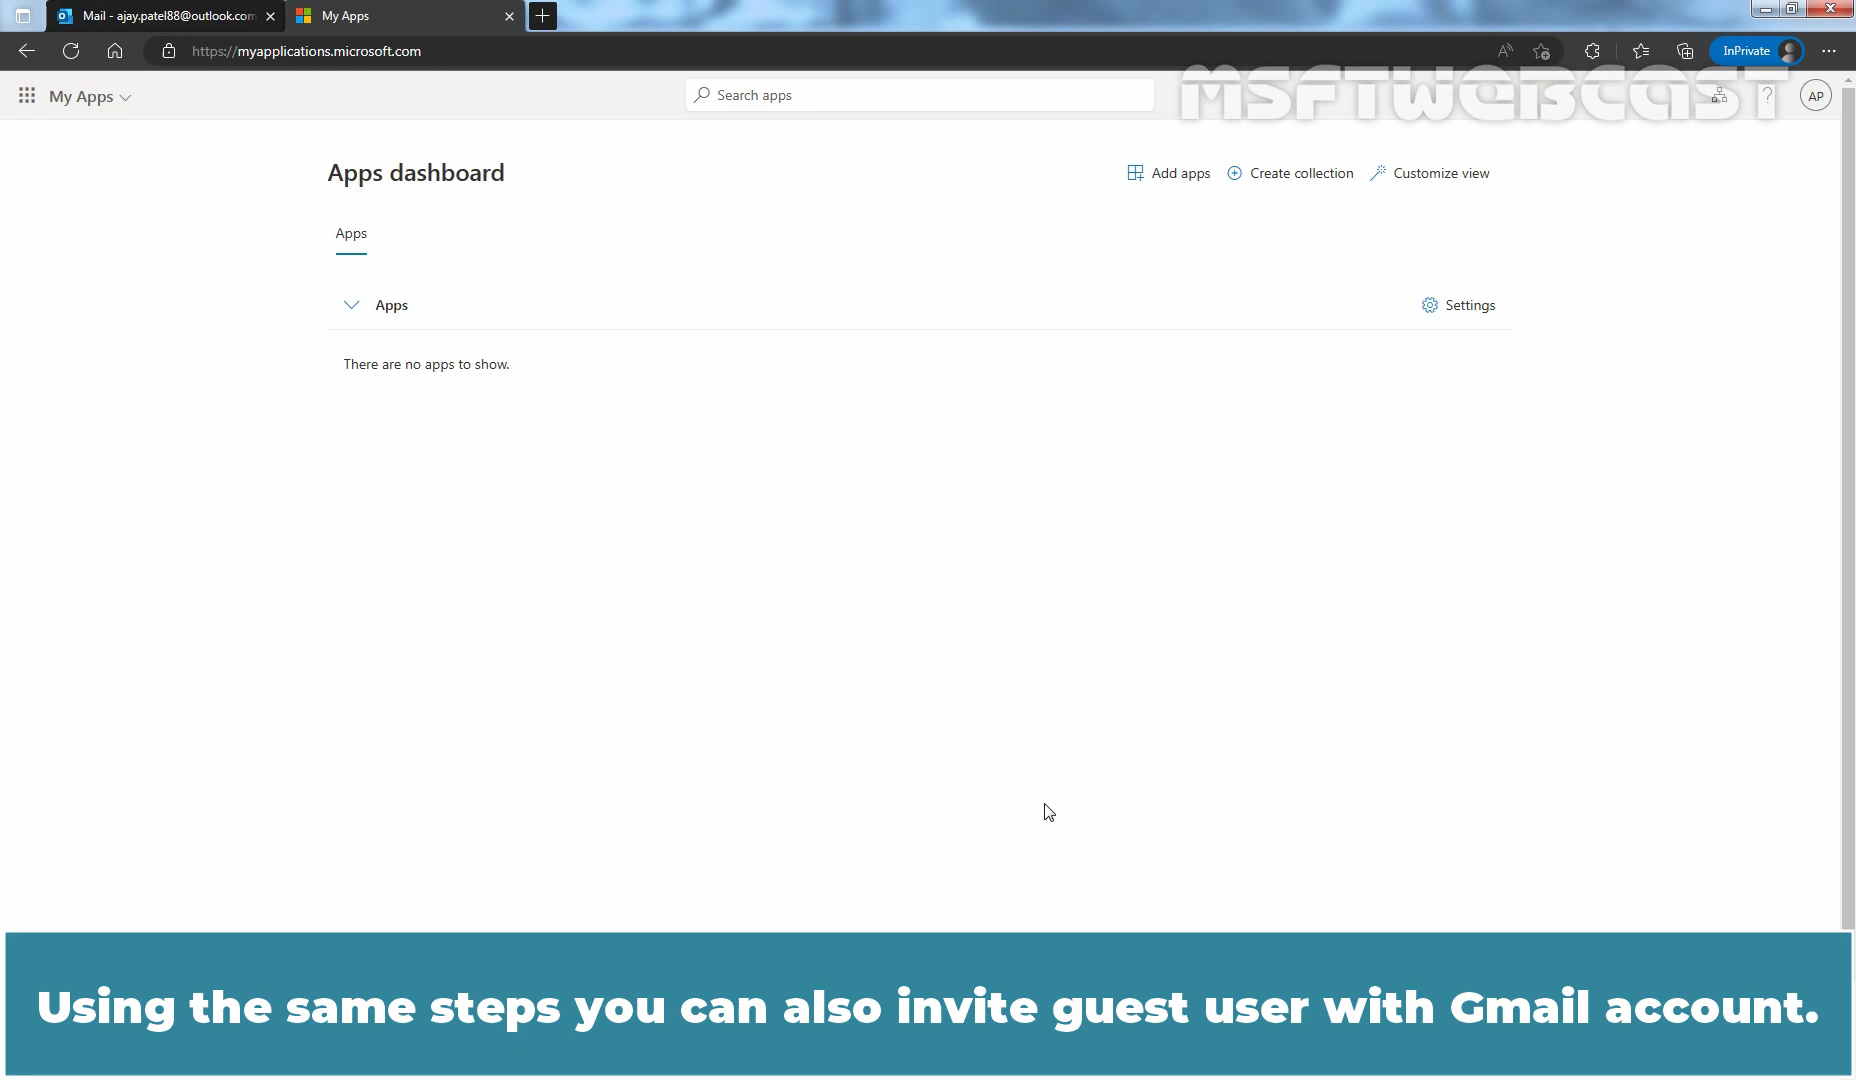 Mail - ajay.patel88@outlook.com
My Apps
https://myapplications.microsoft.com
InPrivate
MSFTWEBCAST
My Apps
Search apps
?
AP
Apps dashboard
Add apps
Create collection
Customize view
Apps
Apps
Settings
There are no apps to show.
Using the same steps you can also invite guest user with Gmail account.